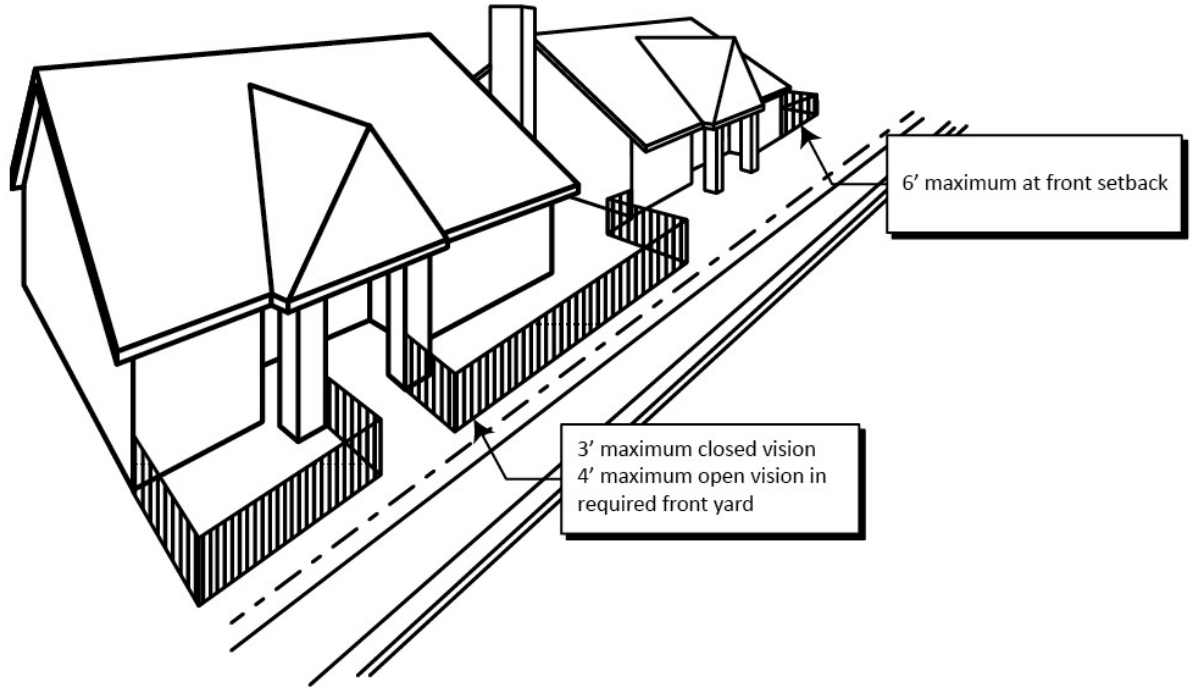 6’ maximum at front setback
3’ maximum closed vision
4’ maximum open vision in
required front yard